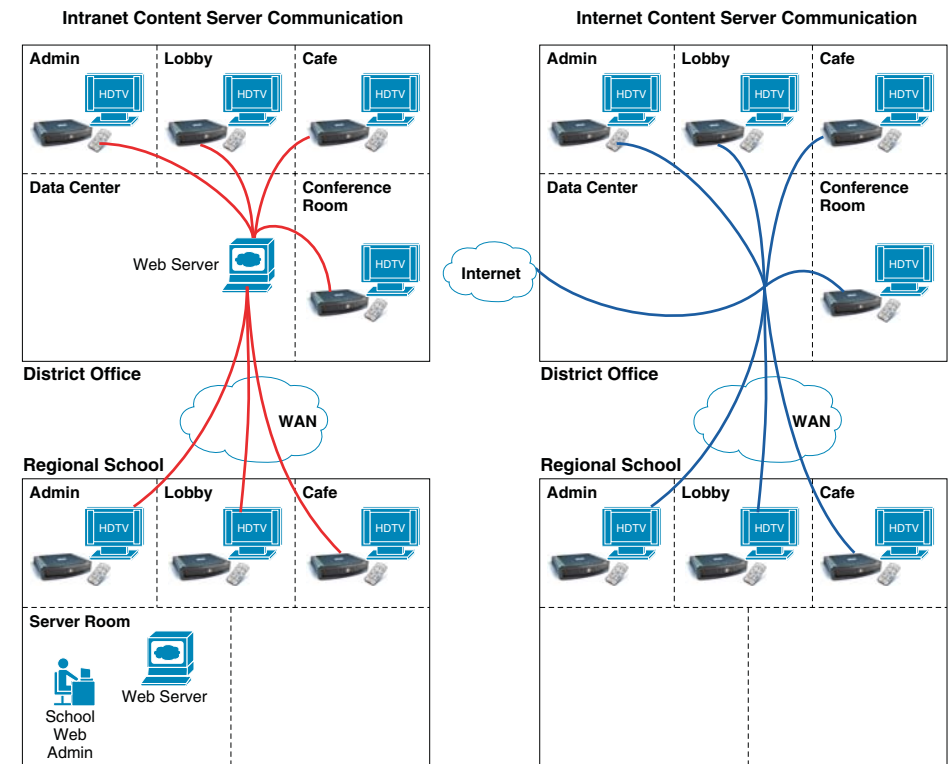 Intranet Content Server Communication
Admin
Lobby
Cafe
HDTV
HDTV
HDTV
Data Center
Conference
Room
Web Server
HDTV
District Office
WAN
Regional School
Admin
Lobby
Cafe
HDTV
HDTV
HDTV
Server Room
Web Server
School
Web
Admin
Internet Content Server Communication
Admin
Lobby
Cafe
HDTV
HDTV
HDTV
Data Center
Conference
Room
Internet
HDTV
District Office
WAN
Regional School
Admin
Lobby
Cafe
HDTV
HDTV
HDTV